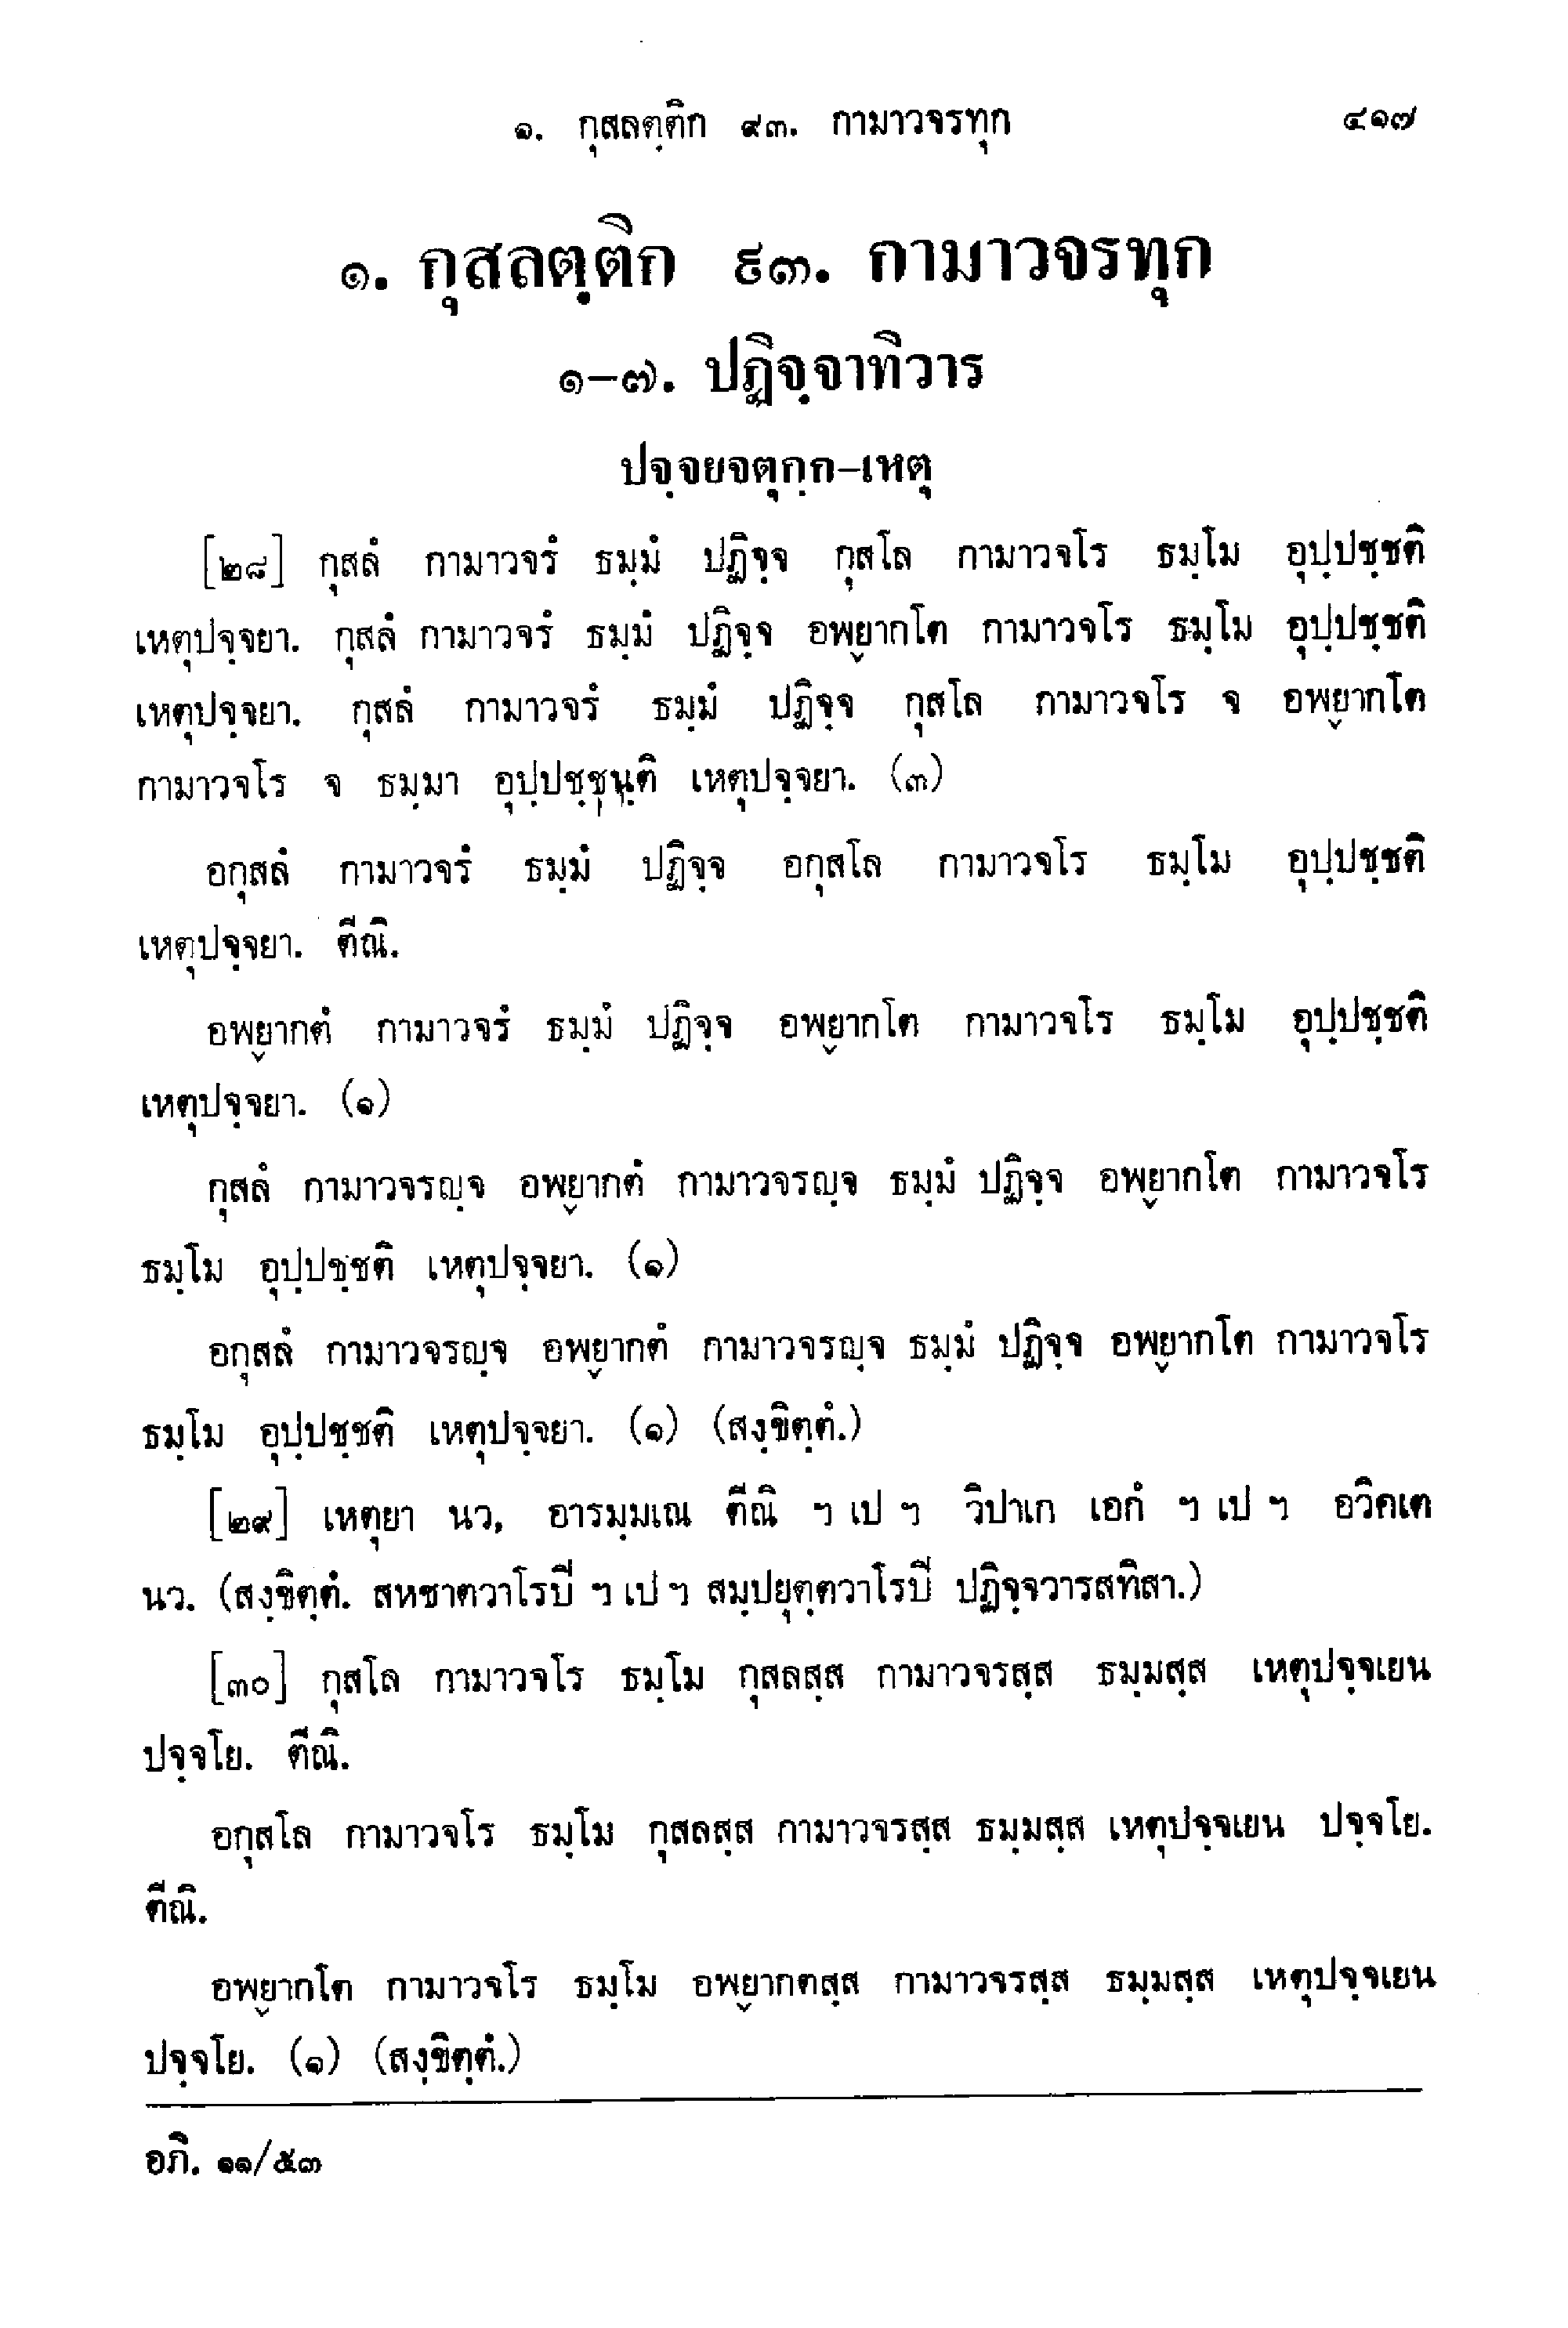 ๑. กุสลตฺติก ๙๓. กามาวจรทุก ๔๑๗
๑. กุสลตฺติก ๙๓. กามาวจรทุก
๑-๗. ปฏิจฺจาทิวาร
ปจฺจยจตุกฺก-เหตุ
[๒๘] กุสลํ กามาวจรํ ธมฺมํ ปฏิจฺจ กุสโล กามาวจโร ธมฺโม อุปฺปชฺชติ
เหตุปจฺจยา. กุสลํ กามาวจรํ ธมฺมํ ปฏิจฺจ อพฺยากโต กามาวจโร ธมฺโม อุปฺปชฺชติ
เหตุปจฺจยา. กุสลํ กามาวจรํ ธมฺมํ ปฏิจฺจ กุสโล กามาวจโร จ อพฺยากโต
กามาวจโร จ ธมฺมา อุปฺปชฺชนฺติ เหตุปจฺจยา. (๓)
อกุสลํ กามาวจรํ ธมฺมํ ปฏิจฺจ อกุสโล กามาวจโร ธมฺโม อุปฺปชฺชติ
เหตุปจฺจยา. ตีณิ.
อพฺยากตํ กามาวจรํ ธมฺมํ ปฏิจฺจ อพฺยากโต กามาวจโร ธมฺโม อุปฺปชฺชติ
เหตุปจฺจยา. (๑)
กุสลํ กามาวจรญฺจ อพฺยากตํ กามาวจรญฺจ ธมฺมํ ปฏิจฺจ อพฺยากโต กามาวจโร
ธมฺโม อุปฺปชฺชติ เหตุปจฺจยา. (๑)
อกุสลํ กามาวจรญฺจ อพฺยากตํ กามาวจรญฺจ ธมฺมํ ปฏิจฺจ อพฺยากโต กามาวจโร
ธมฺโม อุปฺปชฺชติ เหตุปจฺจยา. (๑) (สงฺขิตฺตํ.)
[๒๙] เหตุยา นว, อารมฺมเณ ตีณิ ฯ เป ฯ วิปาเก เอกํ ฯ เป ฯ อวิคเต
นว. (สงฺขิตฺตํ. สหชาตวาโรปี ฯ เป ฯ สมฺปยุตฺตวาโรปี ปฏิจฺจวารสทิสา.)
[๓๐] กุสโล กามาวจโร ธมฺโม กุสลสฺส กามาวจรสฺส ธมฺมสฺส เหตุปจฺจเยน
ปจฺจโย. ตีณิ.
อกุสโล กามาวจโร ธมฺโม กุสลสฺส กามาวจรสฺส ธมฺมสฺส เหตุปจฺจเยน ปจฺจโย.
ตีณิ.
อพฺยากโต กามาวจโร ธมฺโม อพฺยากตสฺส กามาวจรสฺส ธมฺมสฺส เหตุปจฺจเยน
ปจฺจโย. (๑) (สงฺขิตฺตํ.)
อภิ. ๑๑/๕๓